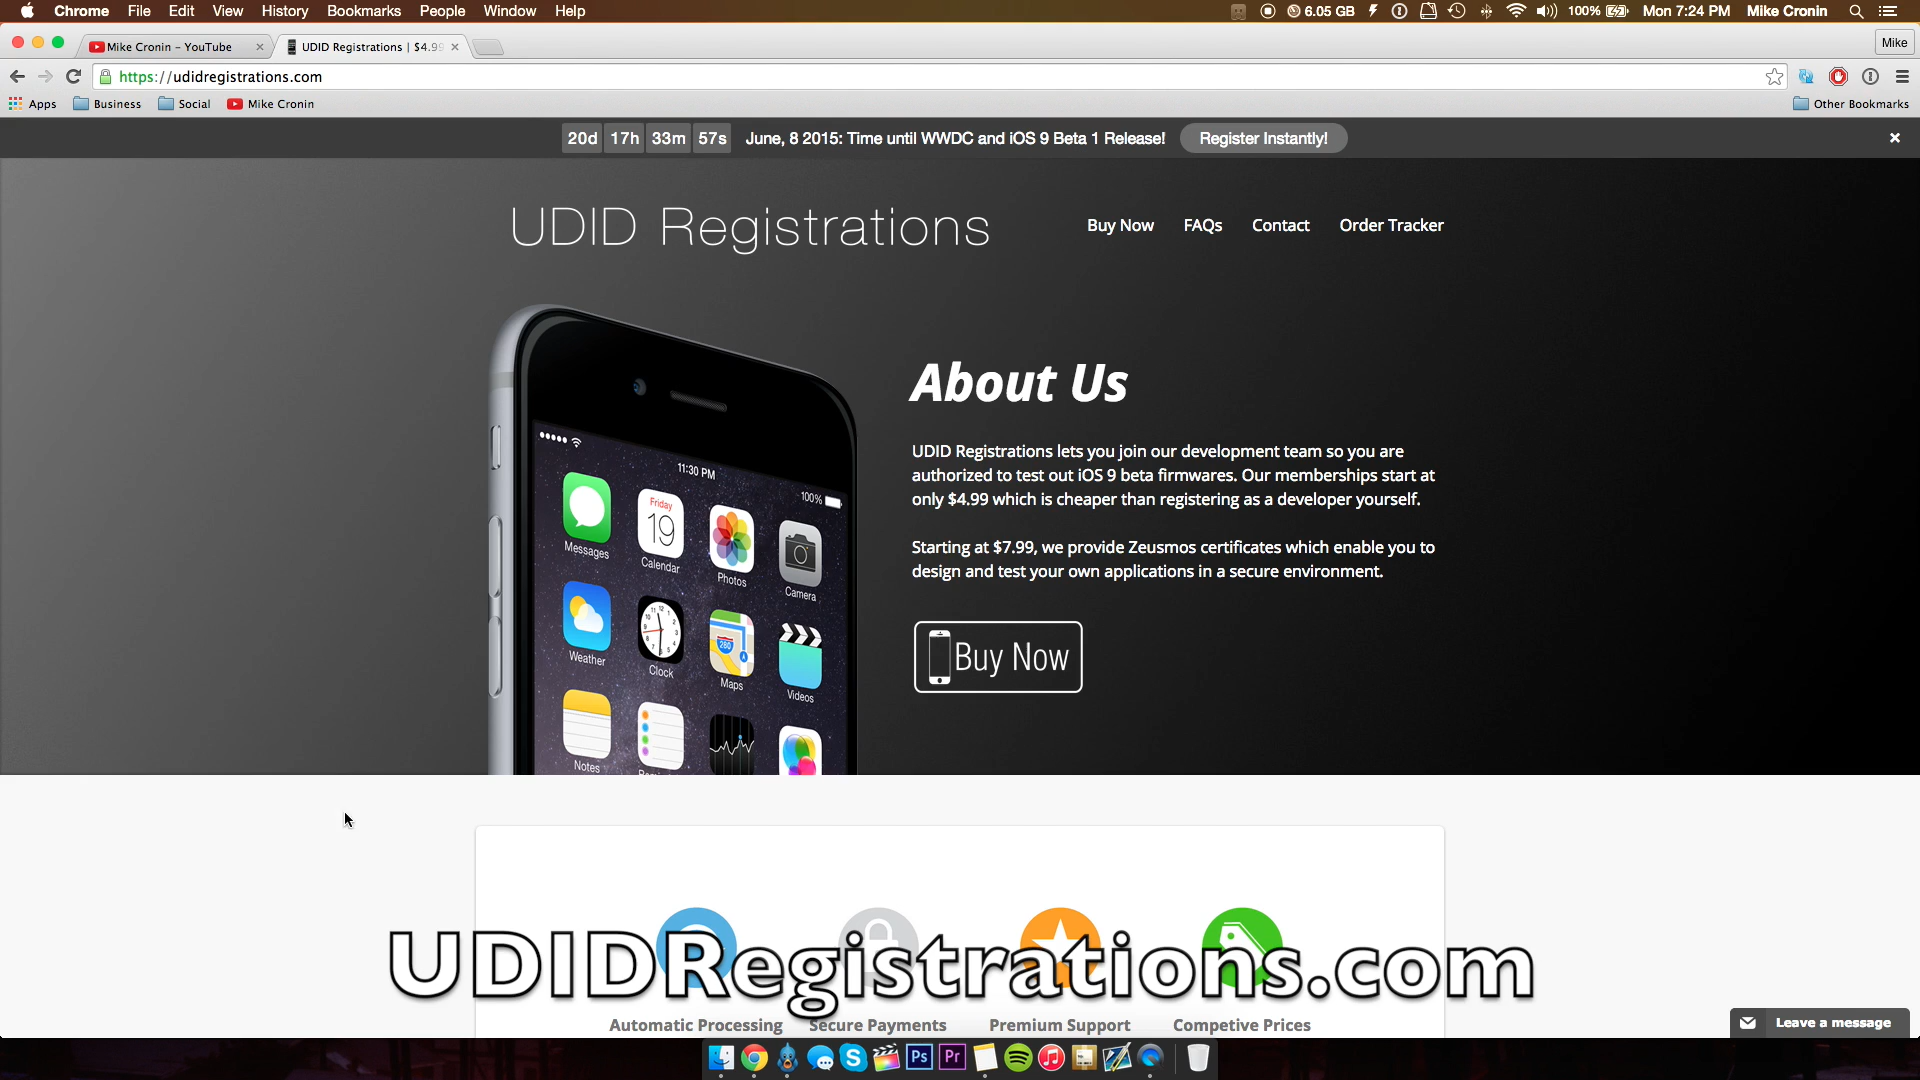 Chrome File Edit View History Bookmarks People Window Help 6.05 GB 100% Mon 7:24 PM Mike Cronin
Mike Cronin - YouTube UDID Registrations | $4.99 Mike
https://udidregistrations.com
Apps Business Social Mike Cronin Other Bookmarks
20d 17h 33m 57s June, 8 2015: Time until WWDC and iOS 9 Beta 1 Release! Register Instantly!
UDID Registrations Buy Now FAQs Contact Order Tracker
About Us
UDID Registrations lets you join our development team so you are
authorized to test out iOS 9 beta firmwares. Our memberships start at
only $4.99 which is cheaper than registering as a developer yourself.
Starting at $7.99, we provide Zeusmos certificates which enable you to
design and test your own applications in a secure environment.
Buy Now
11:30 PM
100%
Friday
19
Messages Calendar Photos Camera
280
Weather Clock Maps Videos
Notes
UDIDRegistrations.com
Automatic Processing Secure Payments Premium Support Competive Prices
Leave a message
Ps Pr